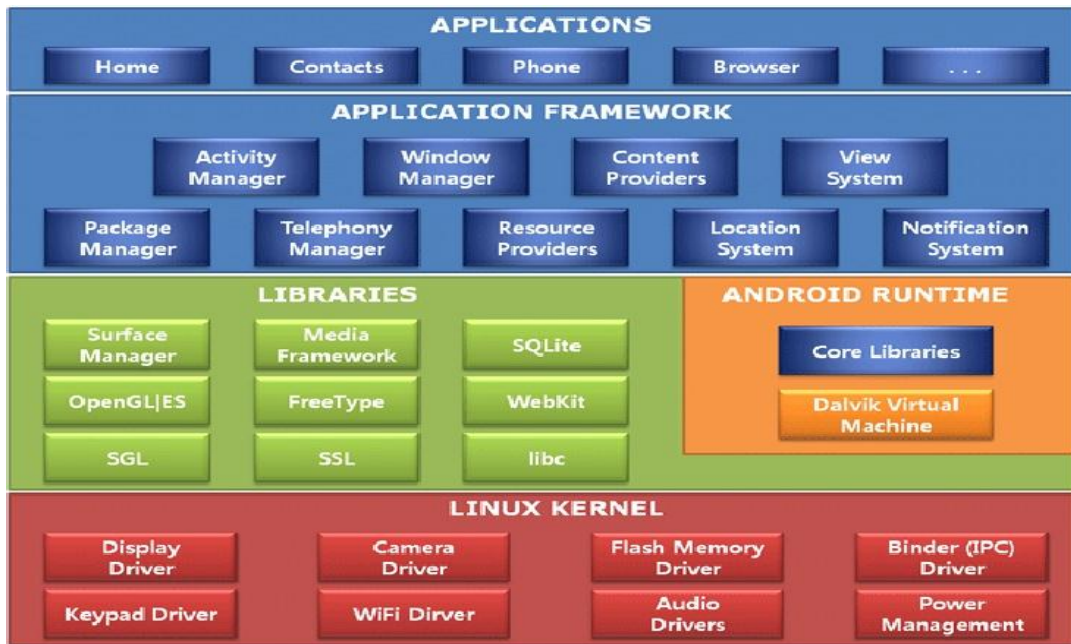 APPLICATIONS
Home
Contacts
Phone
Browser
. . .
APPLICATION FRAMEWORK
Activity
Manager
Window
Manager
Content
Providers
View
System
Package
Manager
Telephony
Manager
Resource
Providers
Location
System
Notification
System
LIBRARIES
Surface
Manager
Media
Framework
SQLite
OpenGL|ES
FreeType
WebKit
SGL
SSL
libc
ANDROID RUNTIME
Core Libraries
Dalvik Virtual
Machine
LINUX KERNEL
Display
Driver
Camera
Driver
Flash Memory
Driver
Binder (IPC)
Driver
Keypad Driver
WiFi Dirver
Audio
Drivers
Power
Management